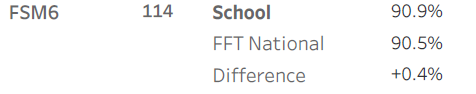 FSM6 114 School 90.9%
FFT National 90.5%
Difference +0.4%